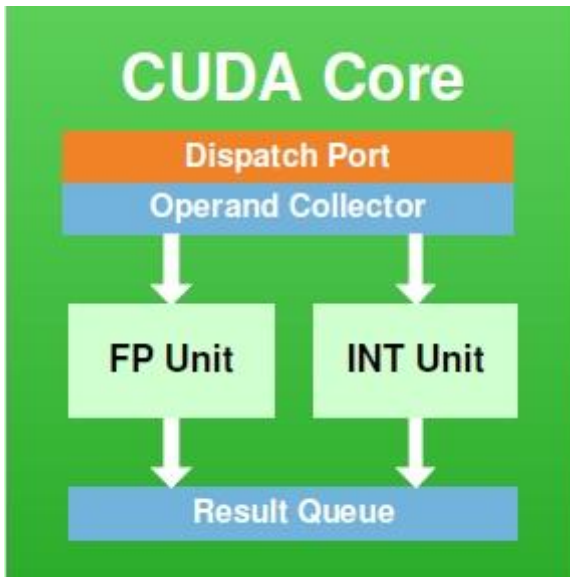 CUDA Core
Dispatch Port
Operand Collector
FP Unit
INT Unit
Result Queue